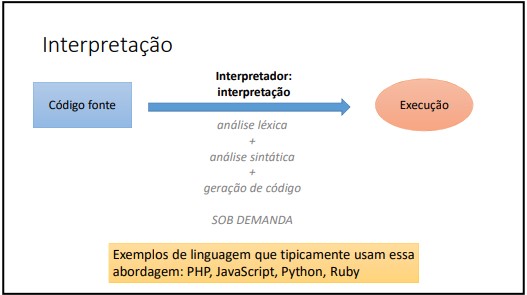 Interpretação
Código fonte
Interpretador:
interpretação
análise léxica
+
análise sintática
+
geração de código
SOB DEMANDA
Execução
Exemplos de linguagem que tipicamente usam essa
abordagem: PHP, JavaScript, Python, Ruby